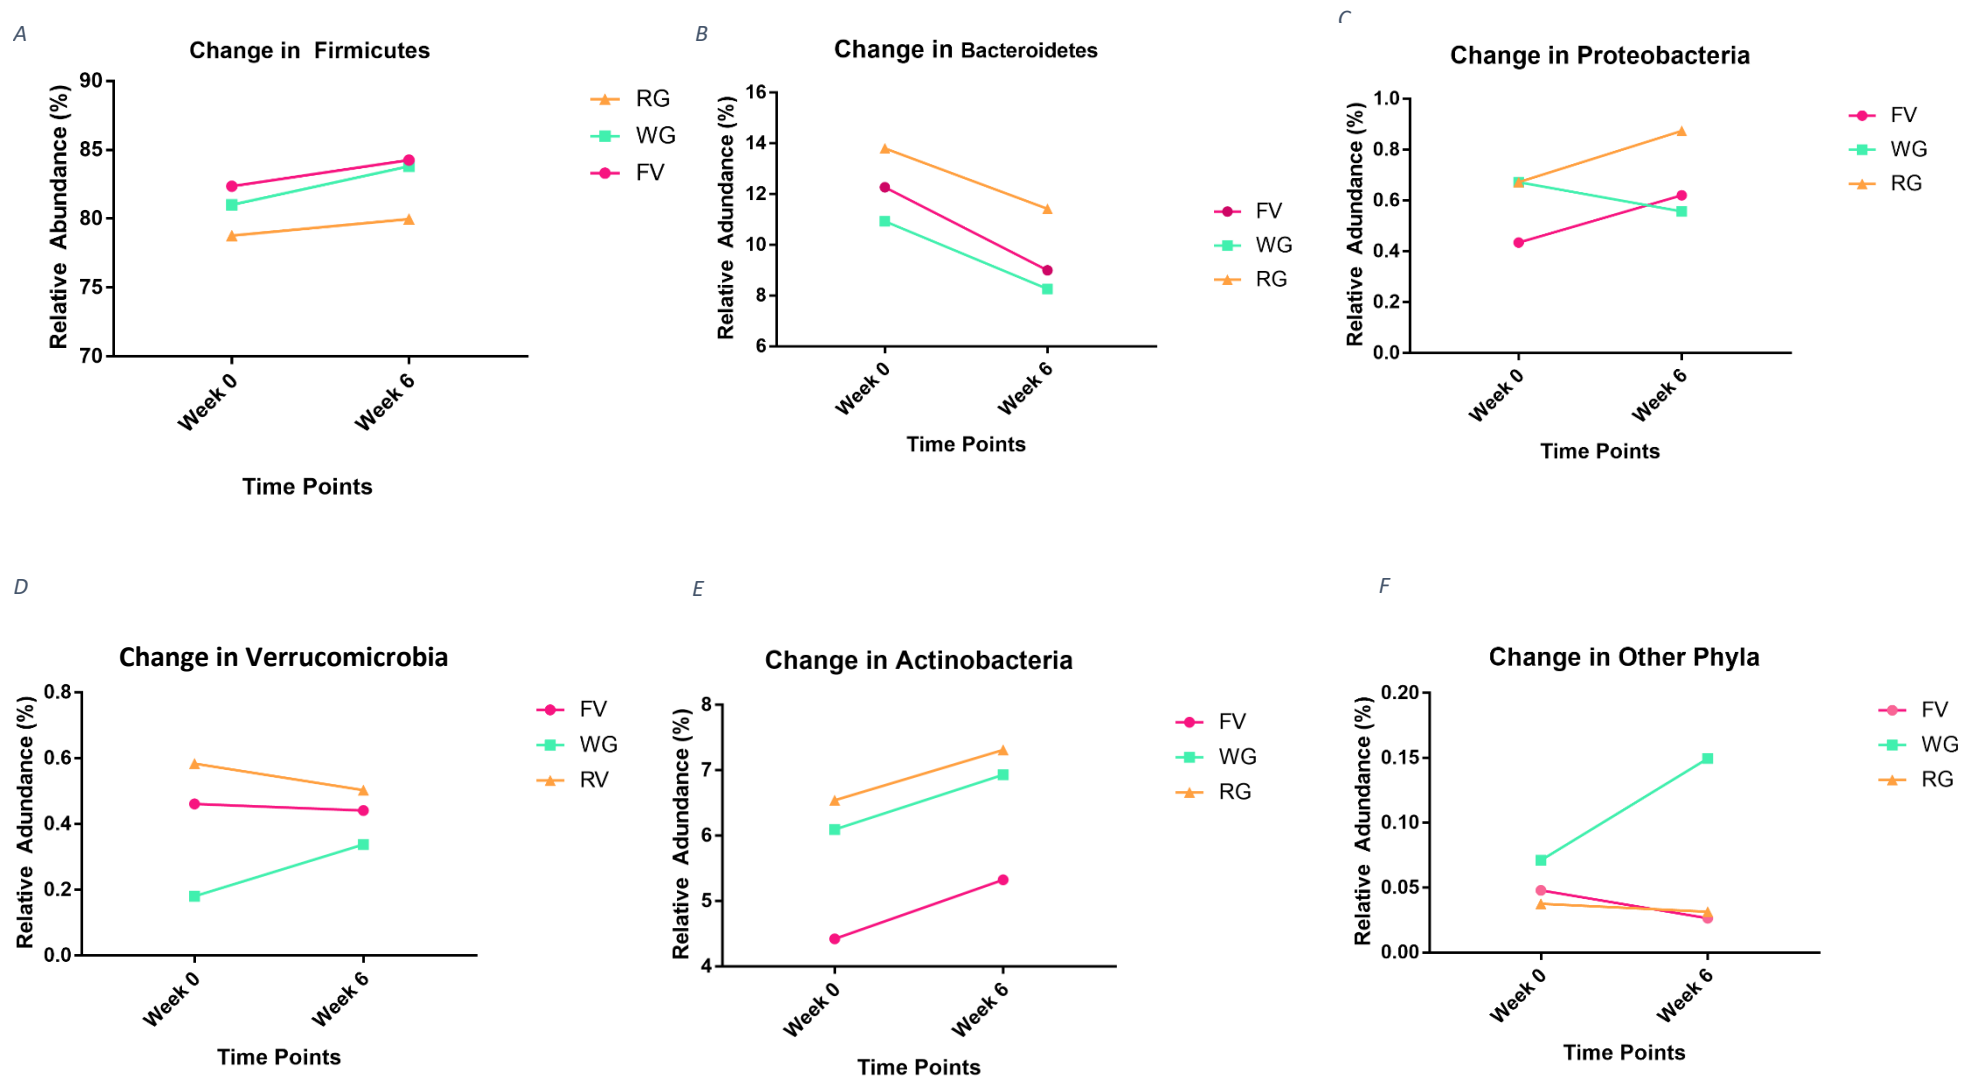 A
Change in Firmicutes
Relative Abundance (%)
90
85
80
75
70
Week 0
Week 6
Time Points
RG
WG
FV
B
Change in Bacteroidetes
Relative Adundance (%)
16
14
12
10
8
6
Week 0
Week 6
Time Points
FV
WG
RG
C
Change in Proteobacteria
Relative Adundance (%)
1.0
0.8
0.6
0.4
0.2
0.0
Week 0
Week 6
Time Points
FV
WG
RG
D
Change in Verrucomicrobia
Relative Adundance (%)
0.8
0.6
0.4
0.2
0.0
Week 0
Week 6
Time Points
FV
WG
RV
E
Change in Actinobacteria
Relative Adundance (%)
8
7
6
5
4
Week 0
Week 6
Time Points
FV
WG
RG
F
Change in Other Phyla
Relative Adundance (%)
0.20
0.15
0.10
0.05
0.00
Week 0
Week 6
Time Points
FV
WG
RG